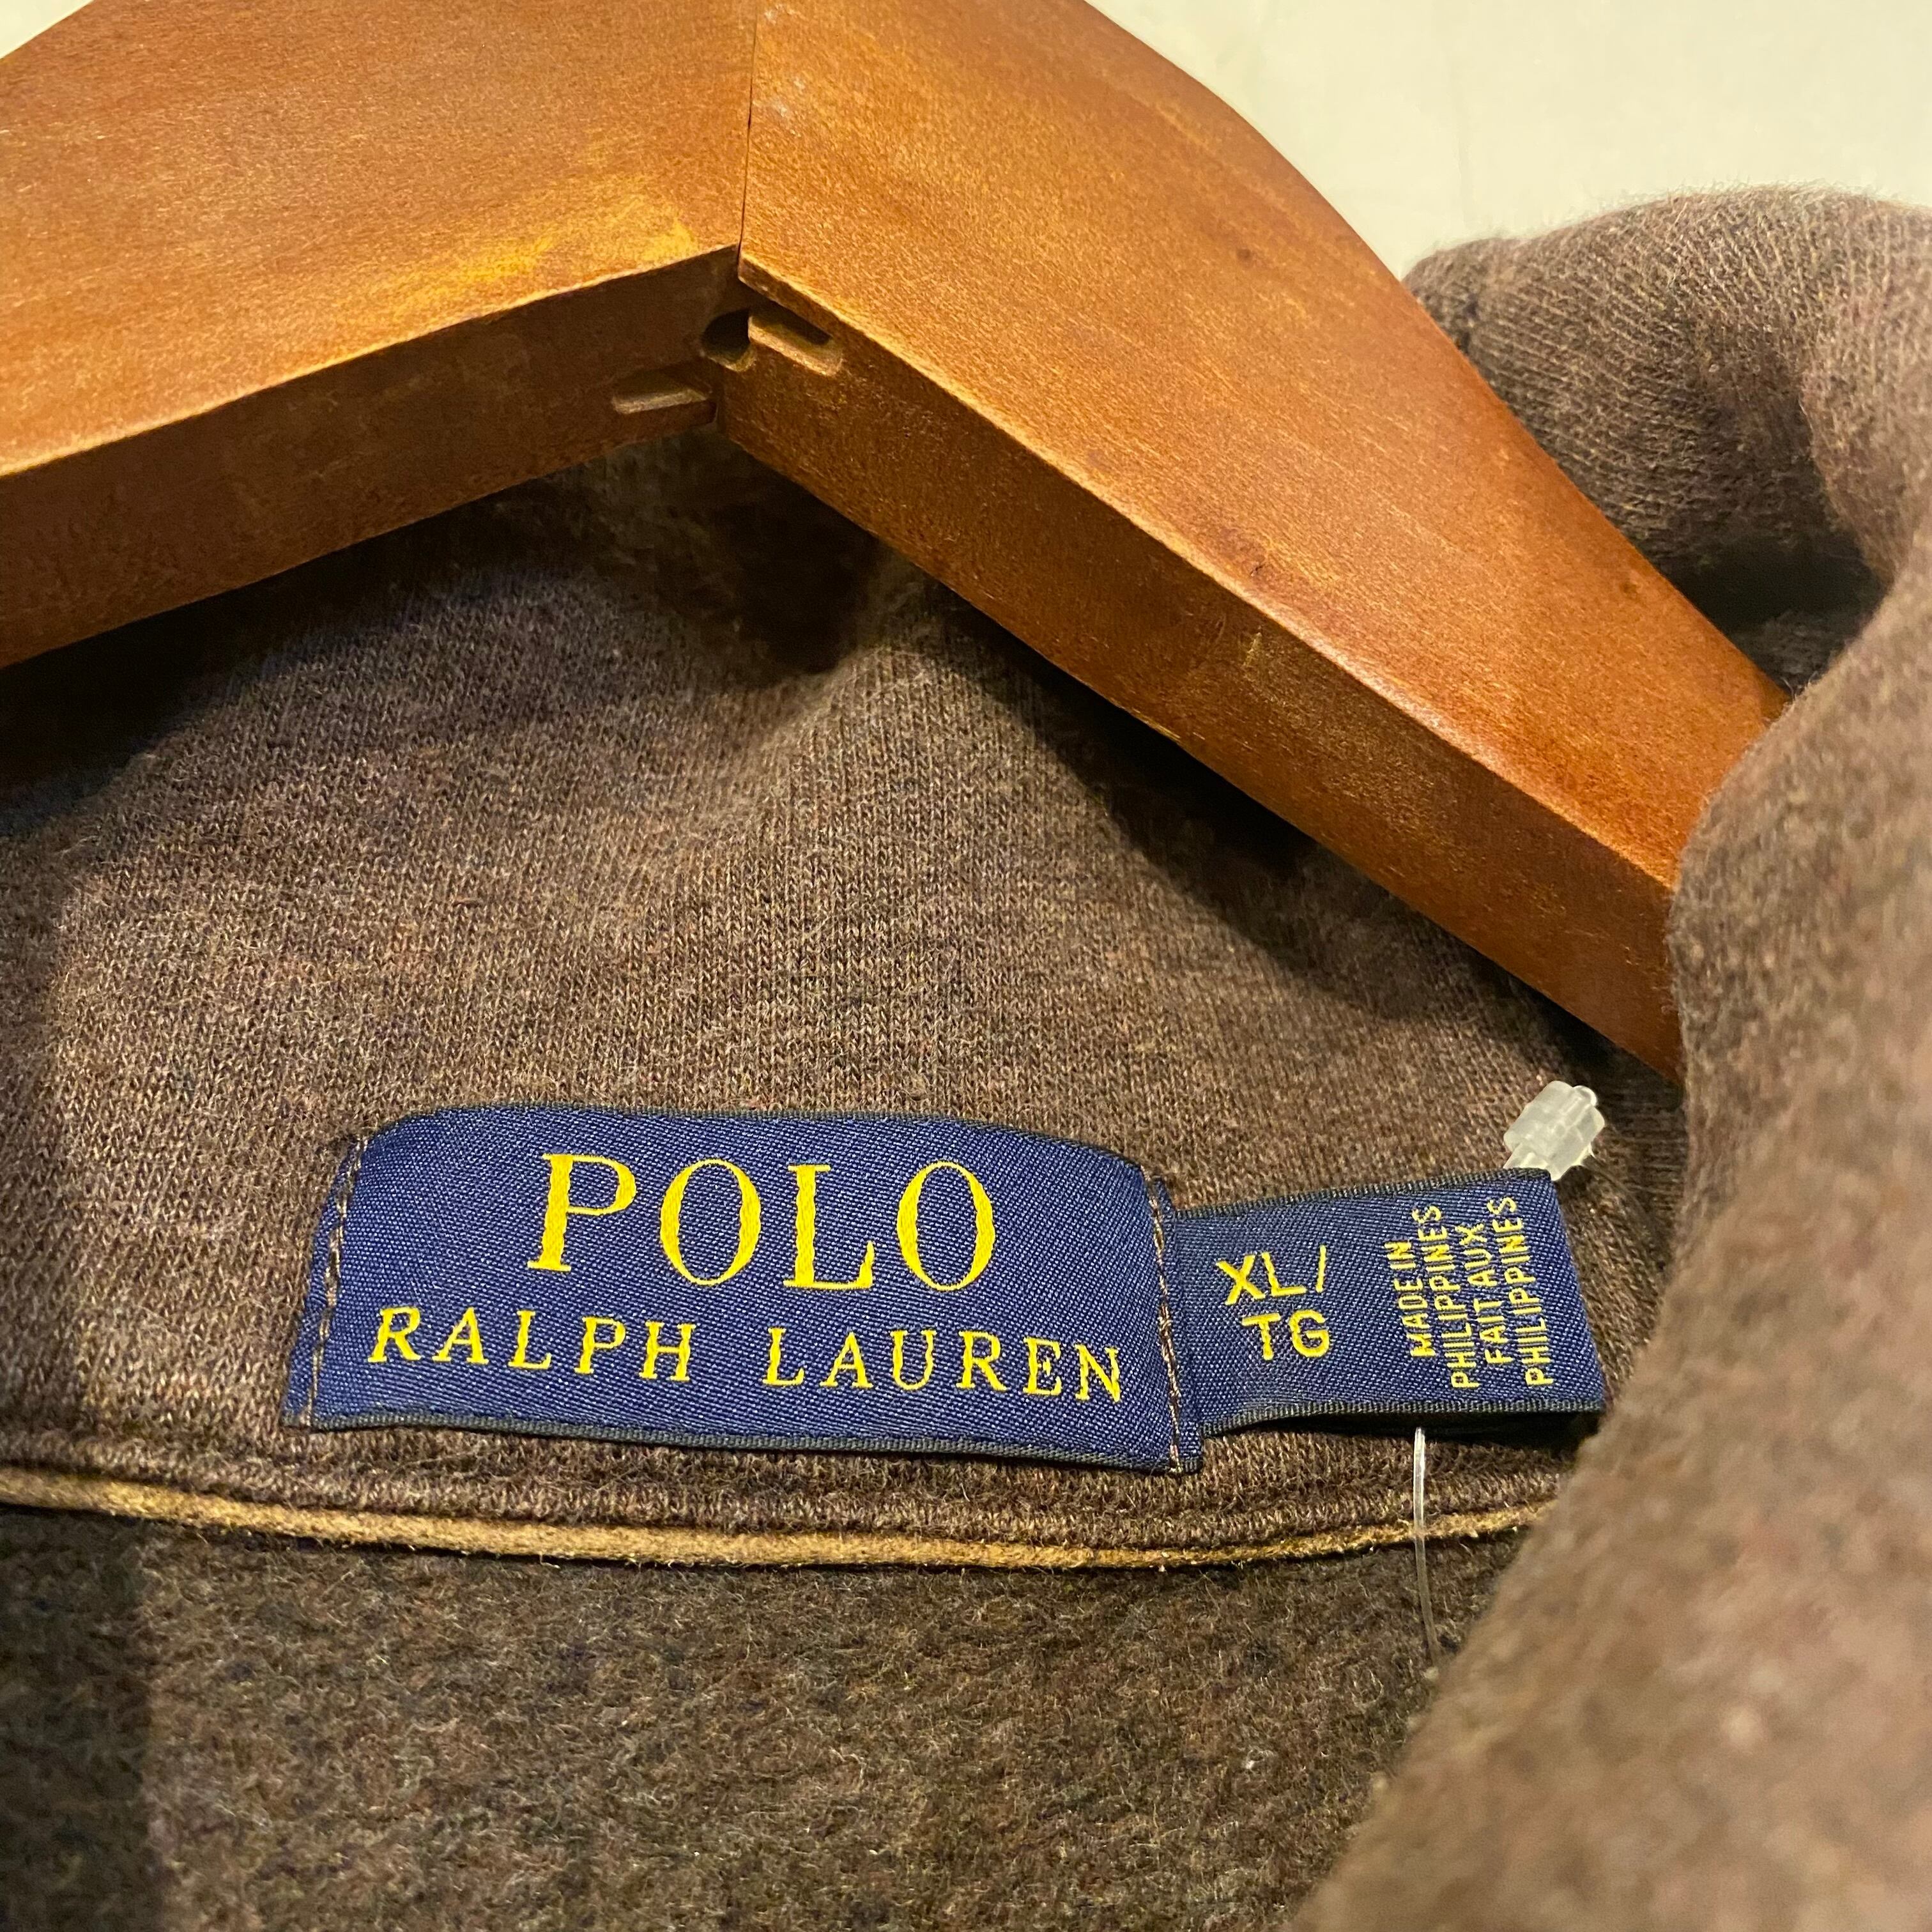 POLO
RALPH LAUREN
XL/
TG
MADE IN
PHILIPPINES
FAIT AUX
PHILIPPINES